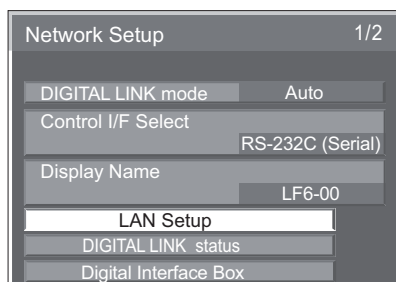 Network Setup 1/2
DIGITAL LINK mode Auto
Control I/F Select
RS-232C (Serial)
Display Name
LF6-00
LAN Setup
DIGITAL LINK status
Digital Interface Box